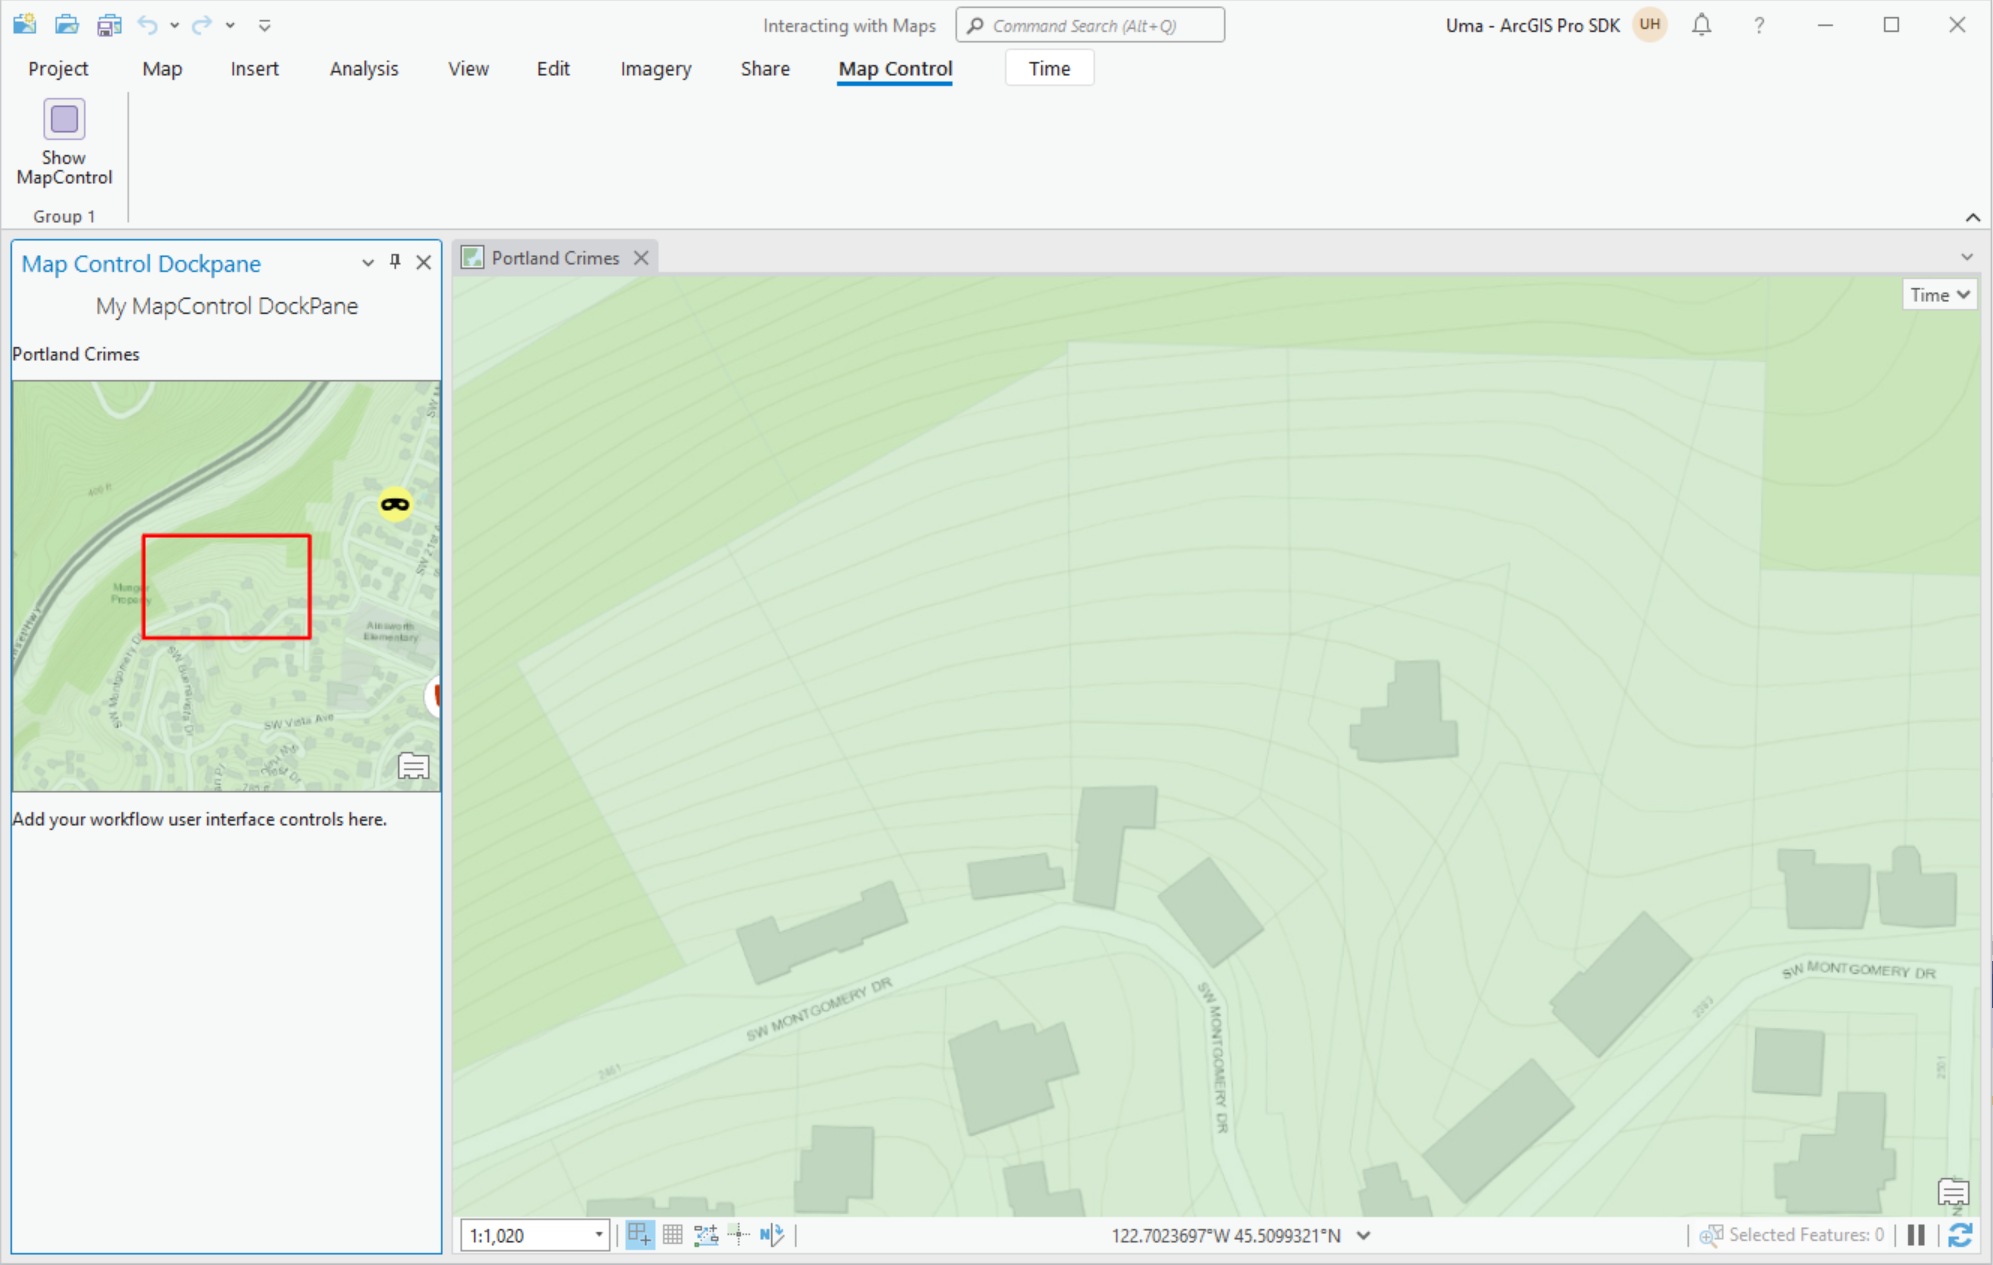 Interacting with Maps
Command Search (Alt+Q)
Uma - ArcGIS Pro SDK
UH
?
Project
Map
Insert
Analysis
View
Edit
Imagery
Share
Map Control
Time
Show
MapControl
Group 1
Map Control Dockpane
My MapControl DockPane
Portland Crimes
400 ft
Munger
Property
Ainsworth
Elementary
SW 21st
SW Montgomery Dr
SW Buenavista Dr
SW Vista Ave
Add your workflow user interface controls here.
Portland Crimes
Time
SW MONTGOMERY DR
SW MONTGOMERY DR
SW MONTGOMERY DR
2461
2393
1:1,020
N
122.7023697°W 45.5099321°N
Selected Features: 0